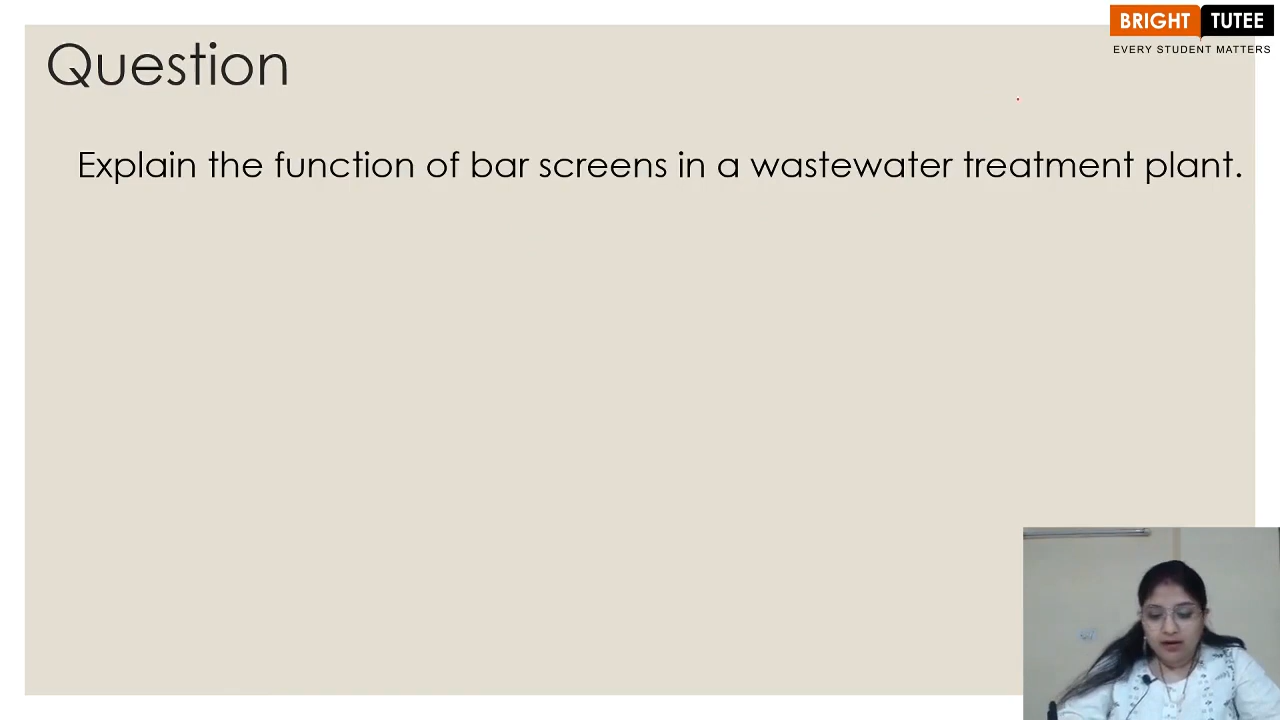 BRIGHT TUTEE
EVERY STUDENT MATTERS
Question
Explain the function of bar screens in a wastewater treatment plant.